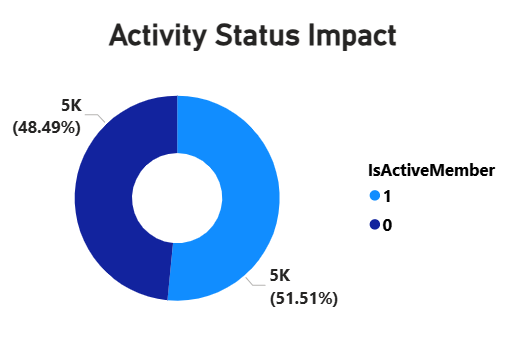 Activity Status Impact
5K
(48.49%)
IsActiveMember
1
0
5K
(51.51%)